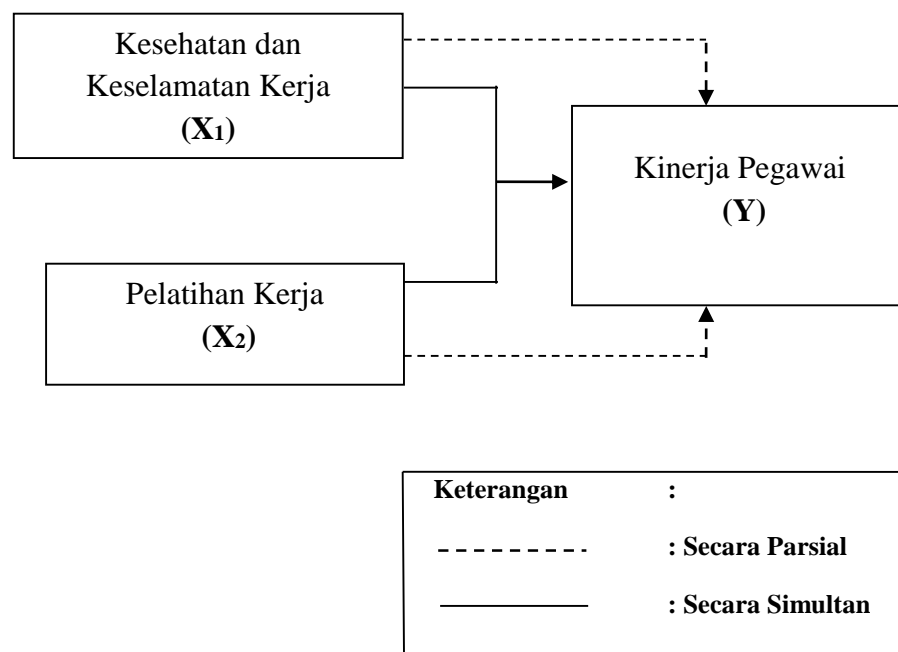 Kesehatan dan
Keselamatan Kerja
(X1)
Kinerja Pegawai
(Y)
Pelatihan Kerja
(X2)
Keterangan :
: Secara Parsial
: Secara Simultan